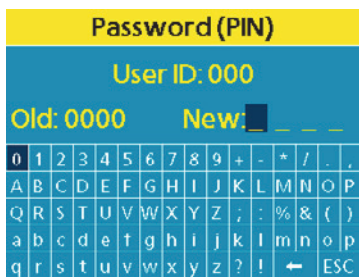 Password (PIN)
User ID: 000
Old: 0000 New: _ _ _ _
0 1 2 3 4 5 6 7 8 9 + - * / . ,
A B C D E F G H I J K L M N O P
Q R S T U V W X Y Z ; : % & ( )
a b c d e f g h i j k l m n o p
q r s t u v w x y z ? ! ← ESC